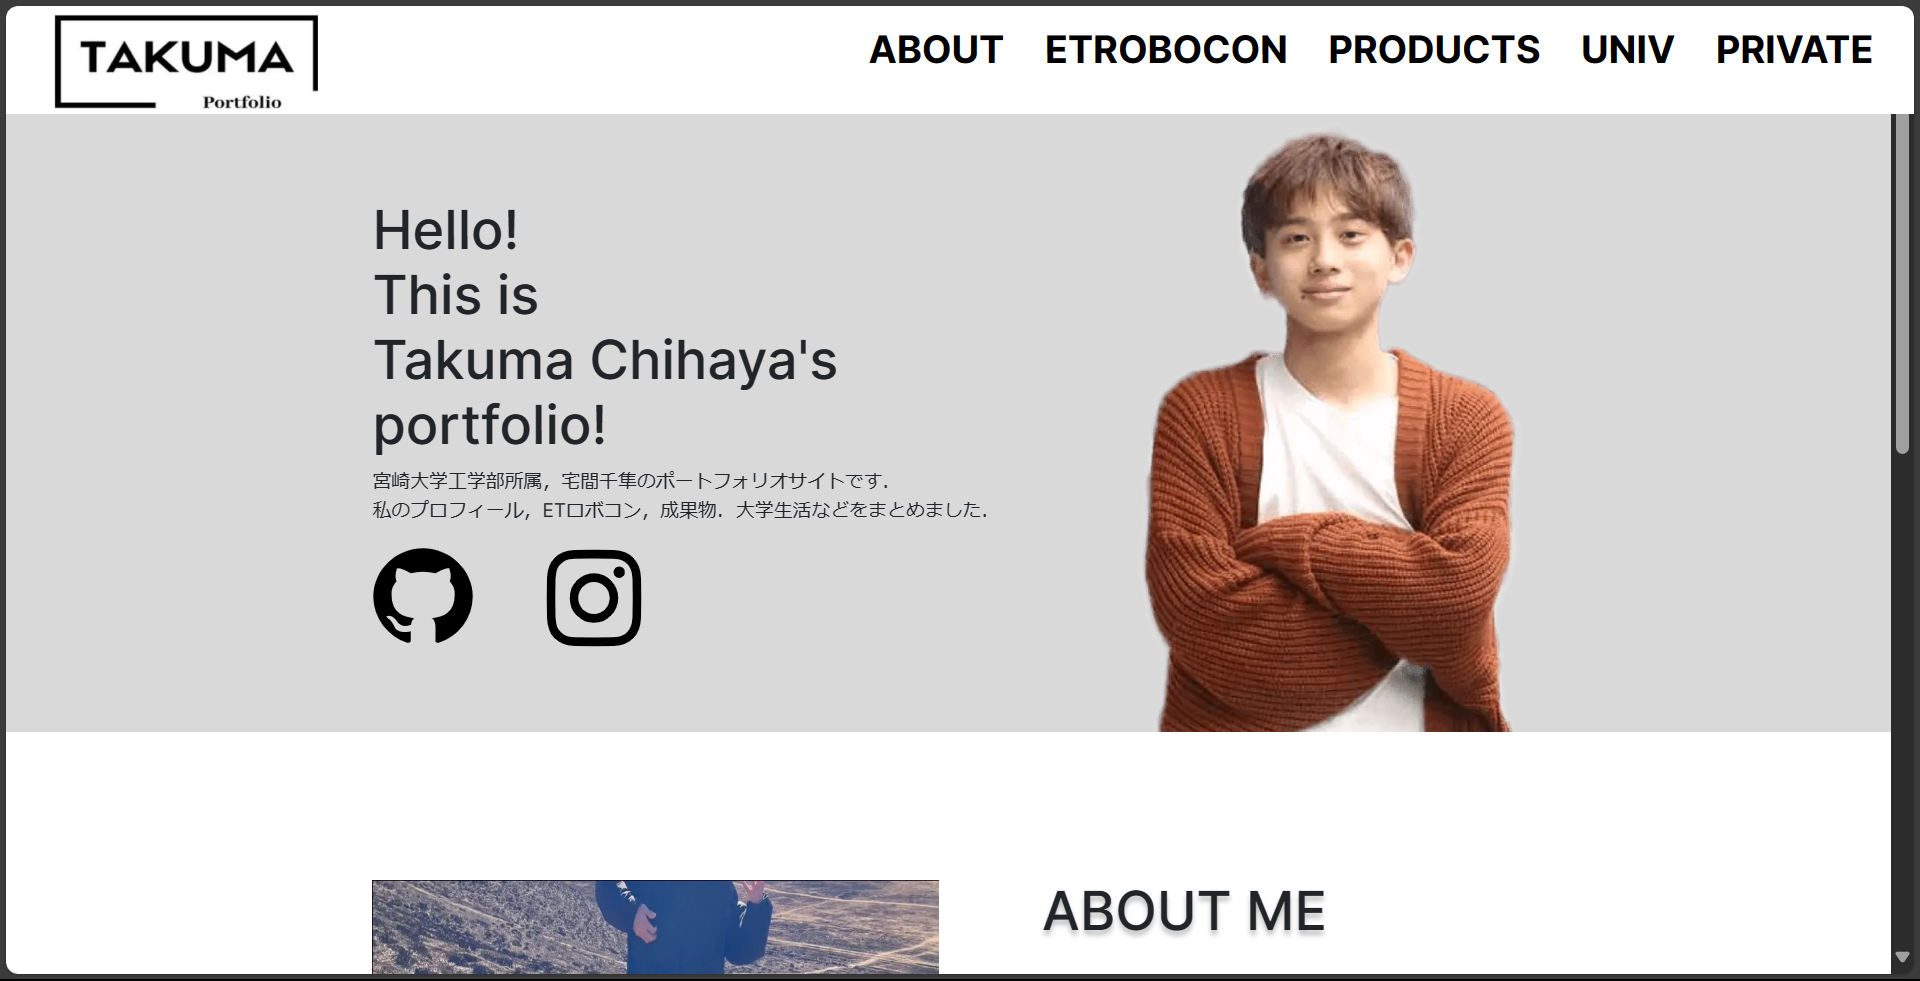 TAKUMA
Portfolio
ABOUT ETROBOCON PRODUCTS UNIV PRIVATE
Hello!
This is
Takuma Chihaya's
portfolio!
宮崎大学工学部所属，宅間千隼のポートフォリオサイトです．
私のプロフィール，ETロボコン，成果物．大学生活などをまとめました．
ABOUT ME